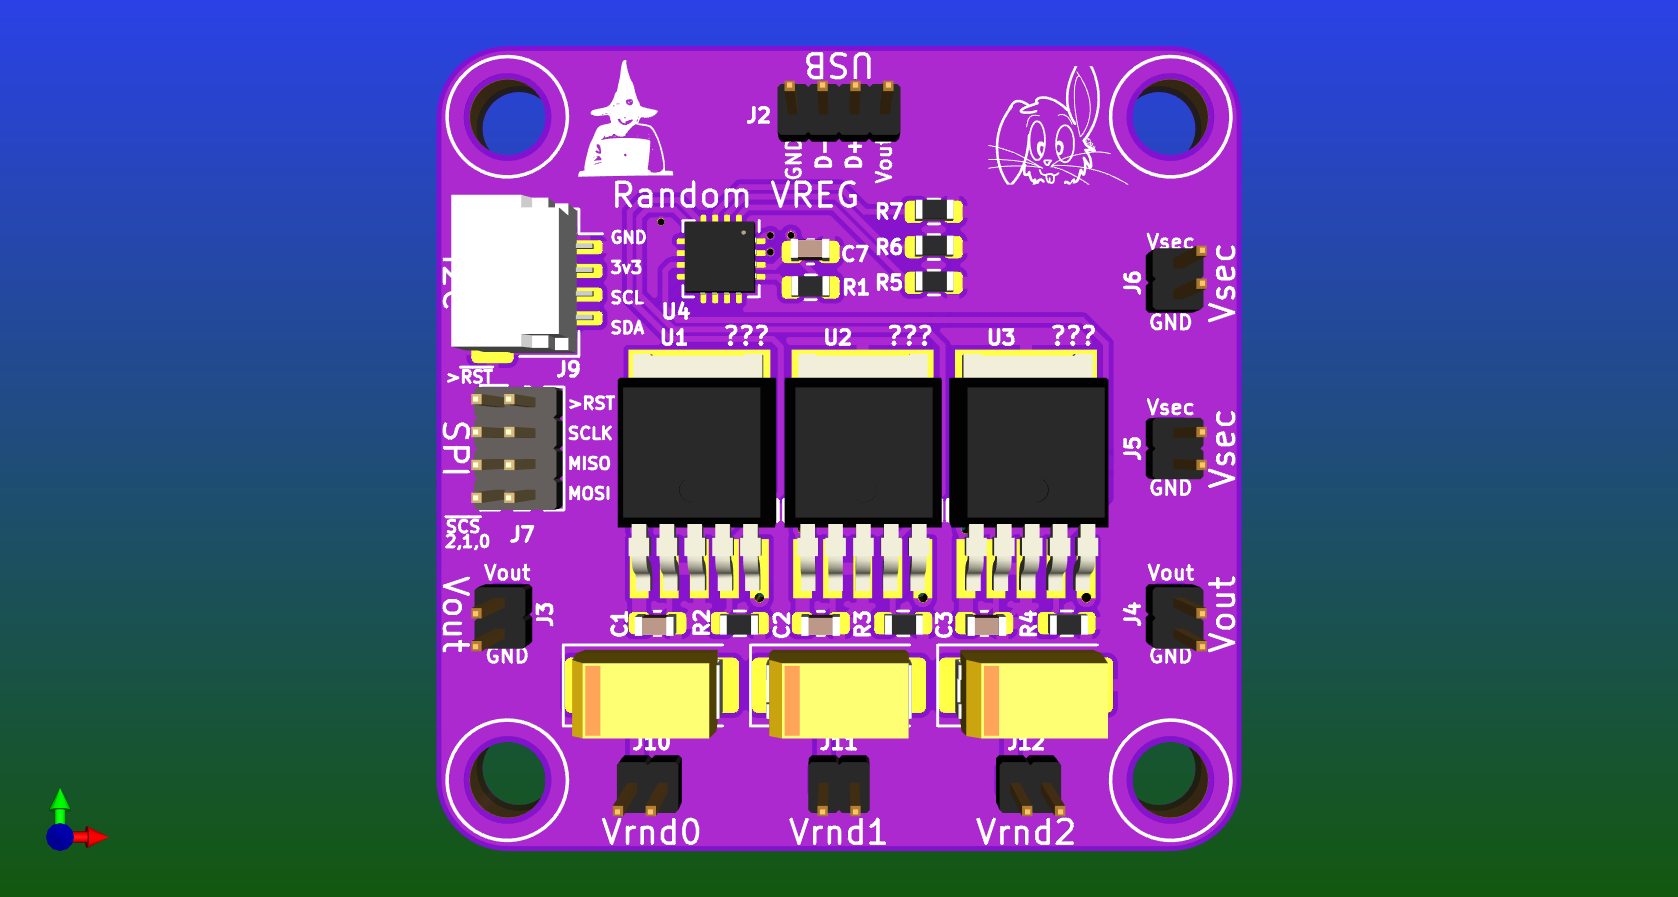 USB
J2
GND
D-
D+
Vout
Random VREG
R7
R6
R5
C7
R1
U4
GND
3v3
SCL
SDA
I2C
J9
>RST
>RST
SCLK
MISO
MOSI
SPI
SCS
2,1,0
J7
U1 ???
U2 ???
U3 ???
Vsec
J6
Vsec
GND
Vsec
J5
Vsec
GND
Vout
Vout
J3
GND
Vout
J4
Vout
GND
C1
R2
C2
R3
C3
R4
J10
J11
J12
Vrnd0
Vrnd1
Vrnd2